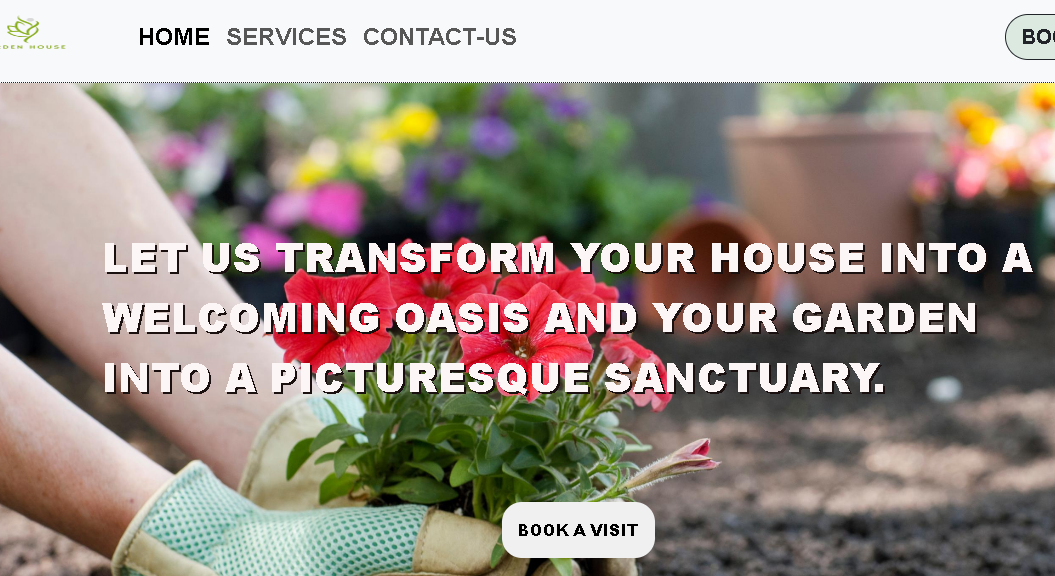 DEN HOUSE
HOME SERVICES CONTACT-US
BOO
LET US TRANSFORM YOUR HOUSE INTO A
WELCOMING OASIS AND YOUR GARDEN
INTO A PICTURESQUE SANCTUARY.
BOOK A VISIT